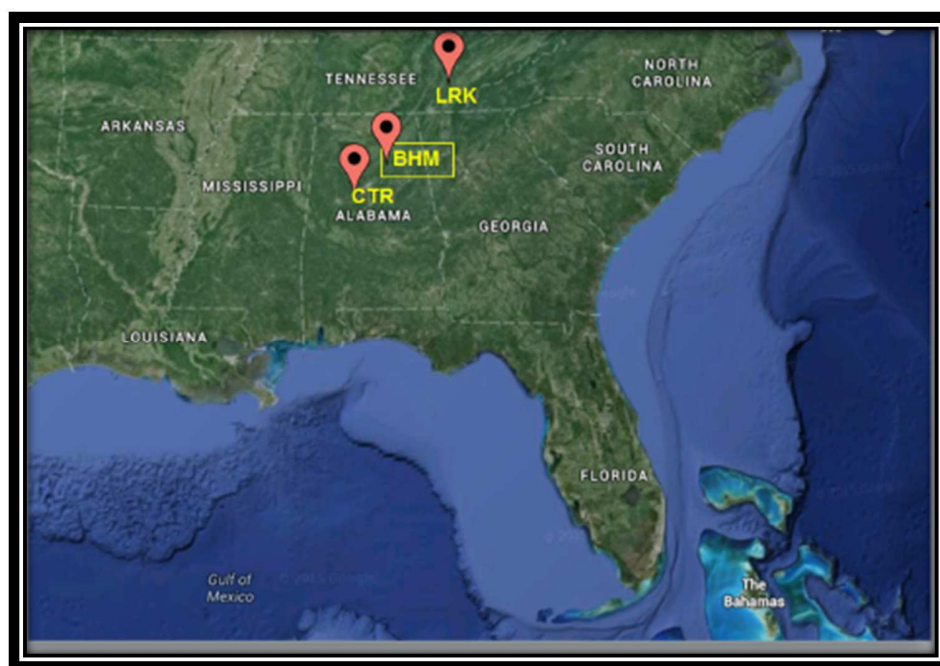 NORTH
CAROLINA
TENNESSEE
LRK
ARKANSAS
BHM
SOUTH
CAROLINA
MISSISSIPPI
CTR
ALABAMA
GEORGIA
LOUISIANA
FLORIDA
Gulf of
Mexico
The
Bahamas